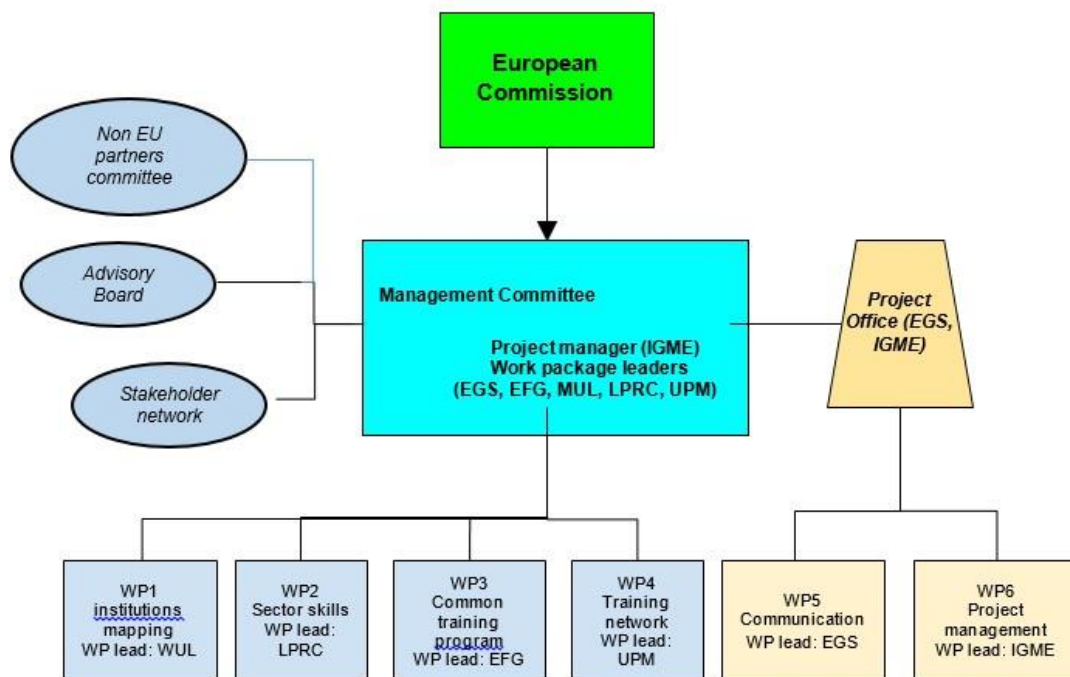 European
Commission
Non EU
partners
committee
Advisory
Board
Stakeholder
network
Management Committee
Project manager (IGME)
Work package leaders
(EGS, EFG, MUL, LPRC, UPM)
Project
Office (EGS,
IGME)
WP1
institutions
mapping
WP lead: WUL
WP2
Sector skills
WP lead:
LPRC
WP3
Common
training
program
WP lead: EFG
WP4
Training
network
WP lead:
UPM
WP5
Communication
WP lead: EGS
WP6
Project
management
WP lead: IGME